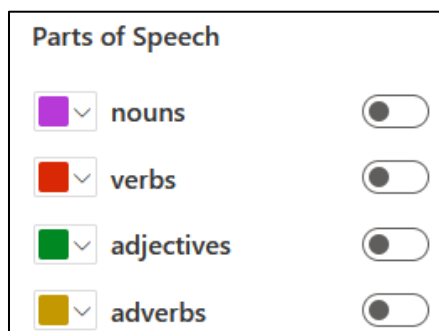 Parts of Speech
nouns
verbs
adjectives
adverbs